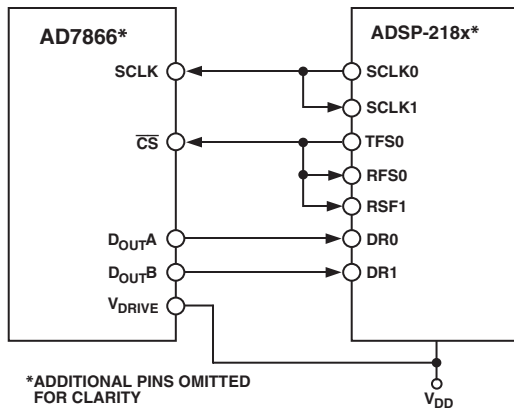 AD7866*
ADSP-218x*
SCLK
SCLK0
SCLK1
CS
TFS0
RFS0
RSF1
DOUTA
DR0
DOUTB
DR1
VDRIVE
*ADDITIONAL PINS OMITTED
FOR CLARITY
VDD